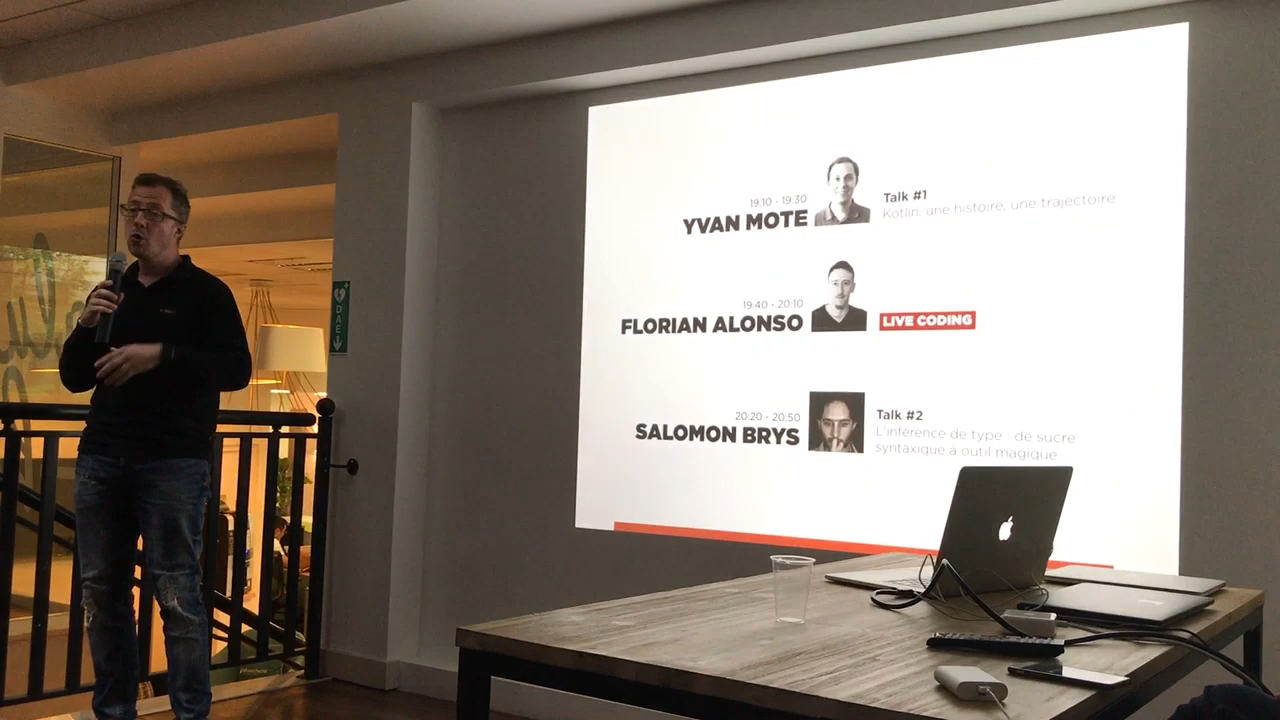 19:10 - 19:30
YVAN MOTE
Talk #1
Kotlin, une histoire, une trajectoire
19:40 - 20:10
FLORIAN ALONSO
LIVE CODING
20:20 - 20:50
SALOMON BRYS
Talk #2
L'inférence de type : de sucre
syntaxique à outil magique
DAE